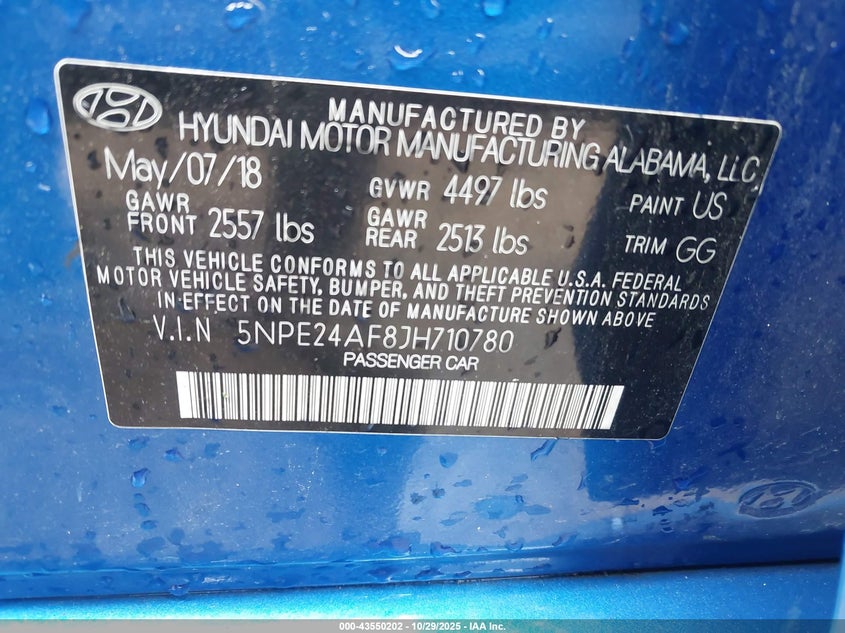 MANUFACTURED BY
HYUNDAI MOTOR MANUFACTURING ALABAMA, LLC
May/07/18 GVWR 4497 lbs PAINT US
GAWR FRONT 2557 lbs GAWR REAR 2513 lbs TRIM GG
THIS VEHICLE CONFORMS TO ALL APPLICABLE U.S.A. FEDERAL
MOTOR VEHICLE SAFETY, BUMPER, AND THEFT PREVENTION STANDARDS
IN EFFECT ON THE DATE OF MANUFACTURE SHOWN ABOVE
V.I.N 5NPE24AF8JH710780
PASSENGER CAR
000-43550202 - 10/29/2025 - IAA Inc.